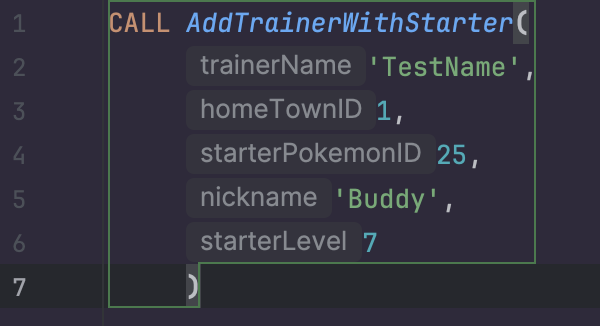 1 CALL AddTrainerWithStarter(
2 trainerName 'TestName',
3 homeTownID 1,
4 starterPokemonID 25,
5 nickname 'Buddy',
6 starterLevel 7
7 )